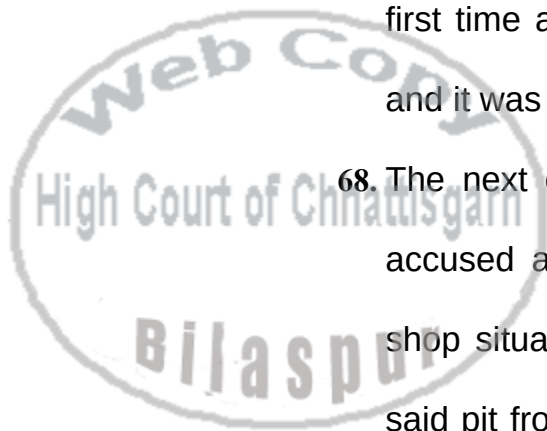 first time a
and it was
68. The next
accused a
shop situa
said pit fro
Web Copy
High Court of Chhattisgarh
Bilaspur